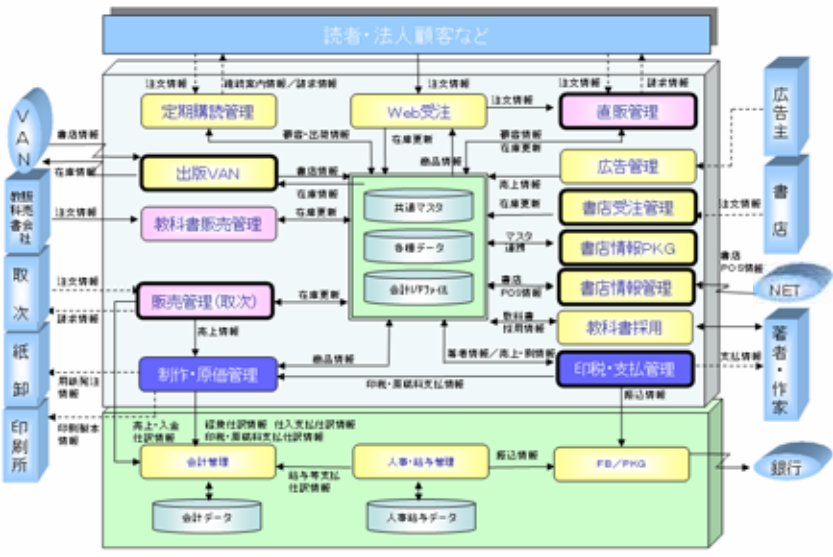 読者・法人顧客など
注文情報
継続案内情報/請求情報
注文情報
注文情報
請求情報
定期購読管理
Web受注
注文情報
直販管理
広告主
VAN
書店情報
顧客・出荷情報
在庫更新
顧客情報
在庫更新
商品情報
在庫情報
出版VAN
書店情報
在庫情報
売上情報
広告管理
書店
教科書
販売会社
注文情報
教科書販売管理
在庫更新
共通マスタ
在庫更新
書店受注管理
注文情報
各種データ
マスタ
連携
書店情報PKG
取次
注文情報
請求情報
販売管理(取次)
在庫更新
会計I/Fファイル
書店
POS情報
書店情報管理
書店
POS情報
NET
売上情報
教科書
採用情報
教科書採用
著者・作家
紙卸
用紙発注
情報
制作・原価管理
商品情報
著者情報/売上・刷情報
印税・支払管理
支払情報
印税・原稿料支払情報
印刷所
印刷製本
情報
売上・入金
仕訳情報
経費仕訳情報 仕入支払仕訳情報
印税・原稿料支払仕訳情報
振込情報
会計管理
給与等支払
仕訳情報
人事・給与管理
振込情報
FB/PKG
銀行
会計データ
人事給与データ